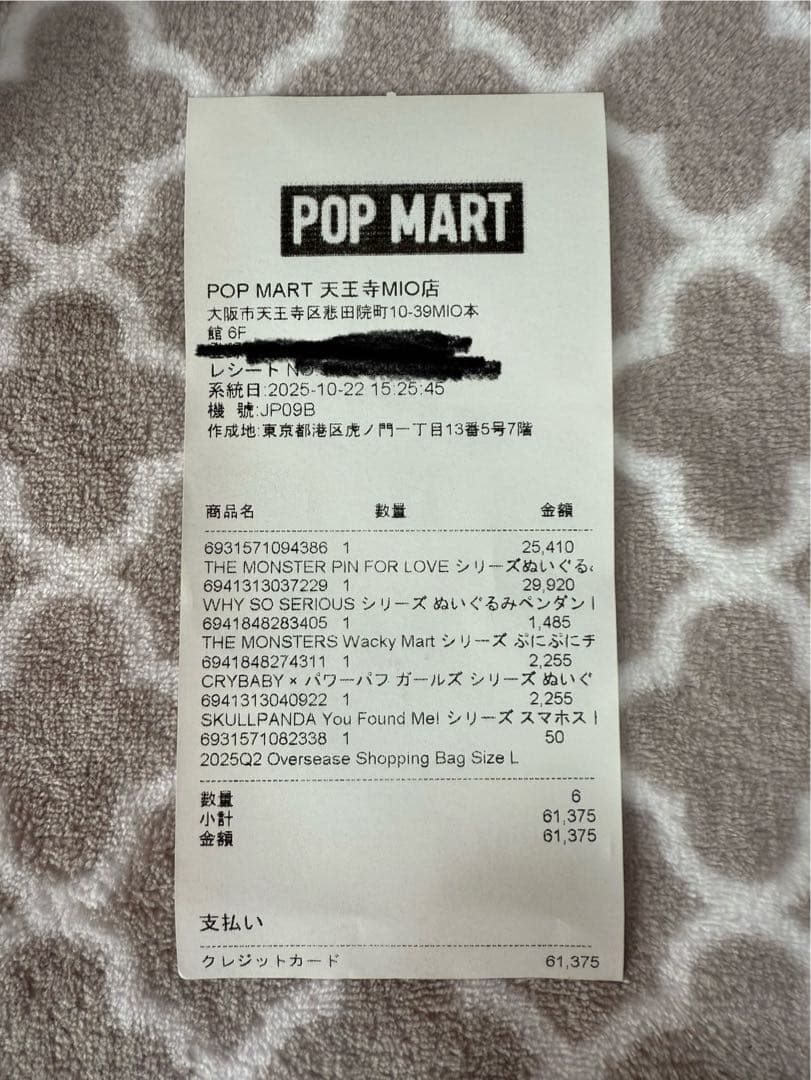 POP MART
POP MART 天王寺MIO店
大阪市天王寺区悲田院町10-39MIO本
館 6F
レシート NO
系統日:2025-10-22 15:25:45
機 號:JP09B
作成地:東京都港区虎ノ門一丁目13番5号7階
商品名 數量 金額
6931571094386 1 25,410
THE MONSTER PIN FOR LOVE シリーズぬいぐる
6941313037229 1 29,920
WHY SO SERIOUS シリーズ ぬいぐるみペンダン
6941848283405 1 1,485
THE MONSTERS Wacky Mart シリーズ ぷにぷにチ
6941848274311 1 2,255
CRYBABY × パワーパフ ガールズ シリーズ ぬいぐ
6941313040922 1 2,255
SKULLPANDA You Found Me! シリーズ スマホスト
6931571082338 1 50
2025Q2 Oversease Shopping Bag Size L
數量 6
小計 61,375
金額 61,375
支払い
クレジットカード 61,375